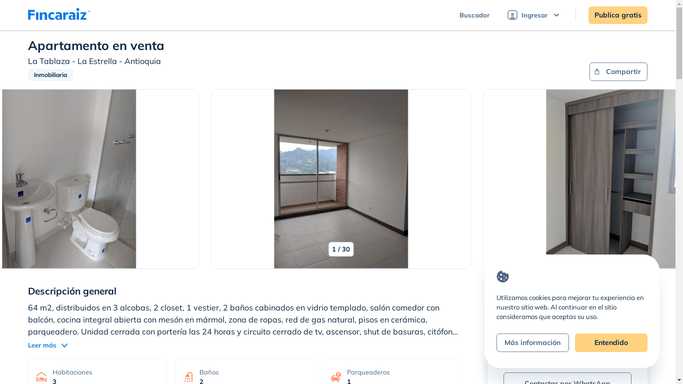 Fincaraiz
Buscador
Ingresar
Publica gratis
Apartamento en venta
La Tablaza - La Estrella - Antioquia
Inmobiliaria
Compartir
1 / 30
Descripción general
64 m2, distribuidos en 3 alcobas, 2 closet, 1 vestier, 2 baños cabinados en vidrio templado, salón comedor con
balcón, cocina integral abierta con mesón en mármol, zona de ropas, red de gas natural, pisos en cerámica,
parqueadero. Unidad cerrada con portería las 24 horas y circuito cerrado de tv, ascensor, shut de basuras, citófon...
Leer más
Utilizamos cookies para mejorar tu experiencia en
nuestro sitio web. Al continuar en el sitio
consideramos que aceptas su uso.
Más información
Entendido
Habitaciones
3
Baños
2
Parqueaderos
1
Contactar por WhatsApp